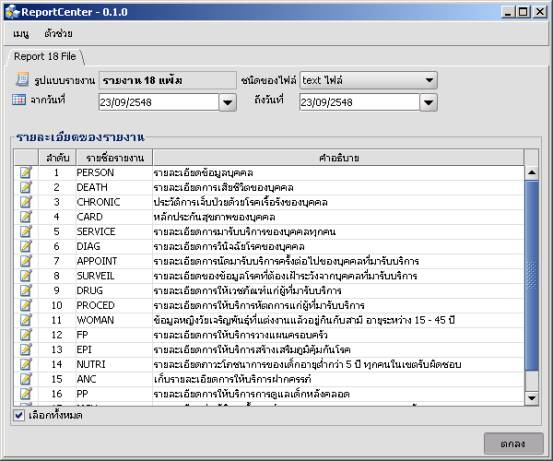 ReportCenter - 0.1.0
เมนู ตัวช่วย
Report 18 File
รูปแบบรายงาน รายงาน 18 แฟ้ม ชนิดของไฟล์ text ไฟล์
จากวันที่ 23/09/2548 ถึงวันที่ 23/09/2548
รายละเอียดของรายงาน
ลำดับ รายชื่อรายงาน คำอธิบาย
1 PERSON รายละเอียดข้อมูลบุคคล
2 DEATH รายละเอียดการเสียชีวิตของบุคคล
3 CHRONIC ประวัติการเจ็บป่วยด้วยโรคเรื้อรังของบุคคล
4 CARD หลักประกันสุขภาพของบุคคล
5 SERVICE รายละเอียดการมารับบริการของบุคคลทุกคน
6 DIAG รายละเอียดการวินิจฉัยโรคของบุคคล
7 APPOINT รายละเอียดการนัดมารับบริการครั้งต่อไปของบุคคลที่มารับบริการ
8 SURVEIL รายละเอียดของข้อมูลโรคที่ต้องเฝ้าระวังจากบุคคลที่มารับบริการ
9 DRUG รายละเอียดการให้เวชภัณฑ์แก่ผู้ที่มารับบริการ
10 PROCED รายละเอียดการให้บริการหัตถการแก่ผู้ที่มารับบริการ
11 WOMAN ข้อมูลหญิงวัยเจริญพันธุ์ที่แต่งงานแล้วอยู่กินกับสามี อายุระหว่าง 15 - 45 ปี
12 FP รายละเอียดการให้บริการวางแผนครอบครัว
13 EPI รายละเอียดการให้บริการสร้างเสริมภูมิคุ้มกันโรค
14 NUTRI รายละเอียดภาวะโภชนาการของเด็กอายุต่ำกว่า 5 ปี ทุกคนในเขตรับผิดชอบ
15 ANC เก็บรายละเอียดการให้บริการฝากครรภ์
16 PP รายละเอียดการให้บริการการดูแลเด็กหลังคลอด
เลือกทั้งหมด
ตกลง